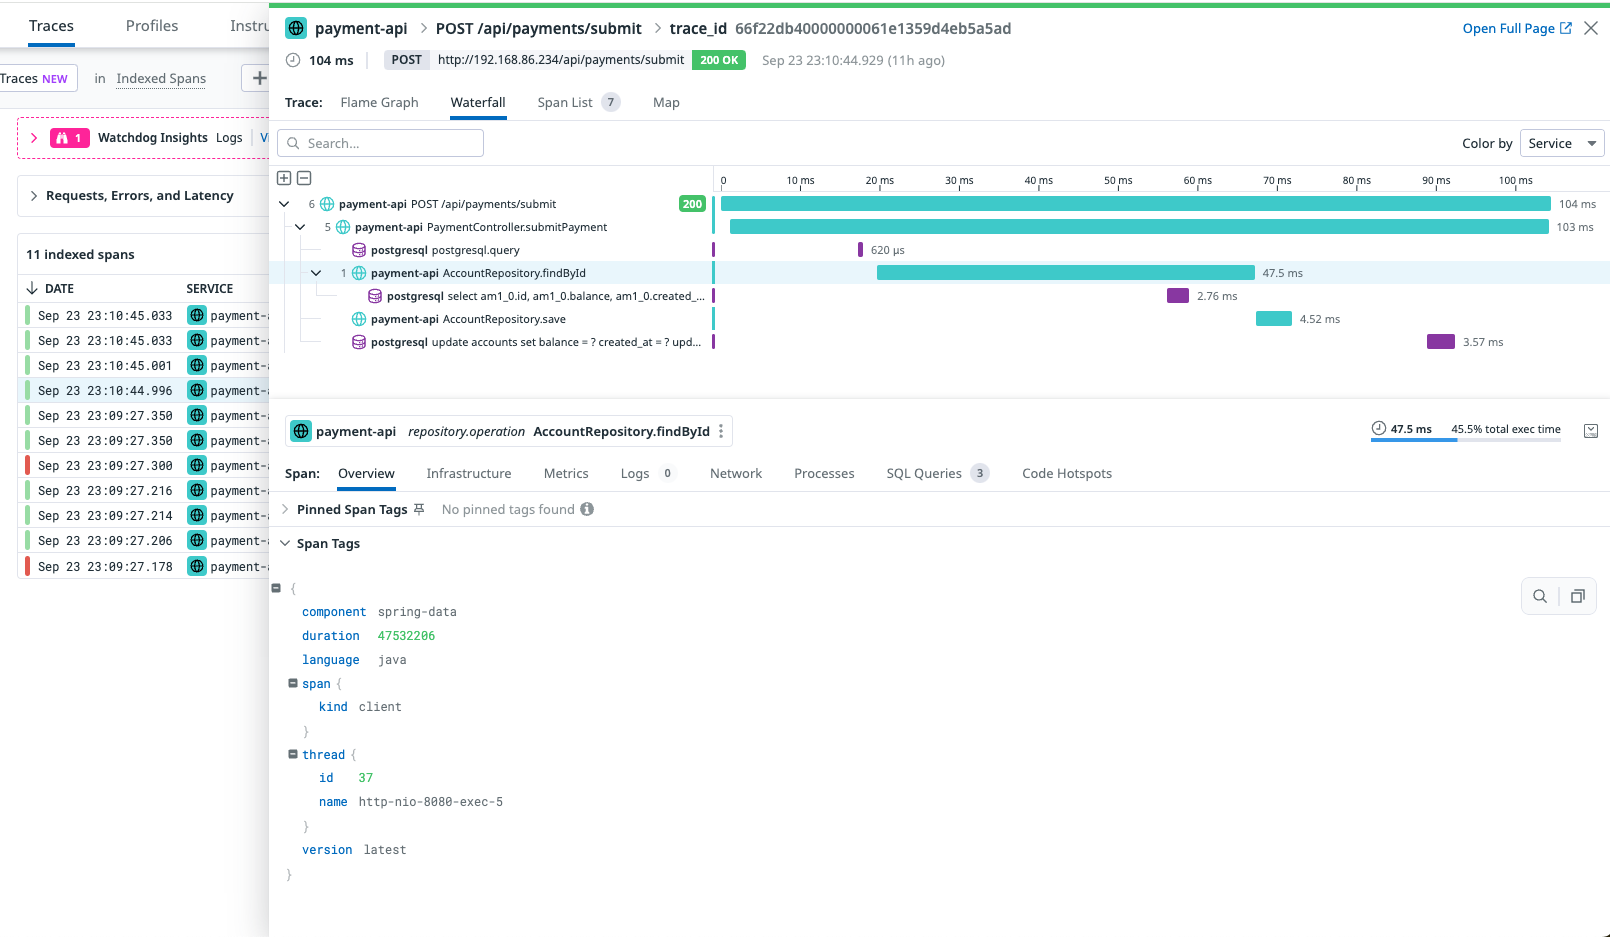 Traces Profiles Instru
Traces NEW in Indexed Spans
1 Watchdog Insights Logs
Requests, Errors, and Latency
11 indexed spans
DATE SERVICE
Sep 23 23:10:45.033 payment-a
Sep 23 23:10:45.033 payment-a
Sep 23 23:10:45.001 payment-a
Sep 23 23:10:44.996 payment-a
Sep 23 23:09:27.350 payment-a
Sep 23 23:09:27.350 payment-a
Sep 23 23:09:27.300 payment-a
Sep 23 23:09:27.216 payment-a
Sep 23 23:09:27.214 payment-a
Sep 23 23:09:27.206 payment-a
Sep 23 23:09:27.178 payment-a
payment-api > POST /api/payments/submit > trace_id 66f22db40000000061e1359d4eb5a5ad
Open Full Page
104 ms POST http://192.168.86.234/api/payments/submit 200 OK Sep 23 23:10:44.929 (11h ago)
Trace: Flame Graph Waterfall Span List 7 Map
Search...
Color by Service
0 10 ms 20 ms 30 ms 40 ms 50 ms 60 ms 70 ms 80 ms 90 ms 100 ms
6 payment-api POST /api/payments/submit 200 104 ms
5 payment-api PaymentController.submitPayment 103 ms
postgresql postgresql.query 620 µs
1 payment-api AccountRepository.findById 47.5 ms
postgresql select am1_0.id, am1_0.balance, am1_0.created_... 2.76 ms
payment-api AccountRepository.save 4.52 ms
postgresql update accounts set balance = ? created_at = ? upd... 3.57 ms
payment-api repository.operation AccountRepository.findById
47.5 ms 45.5% total exec time
Span: Overview Infrastructure Metrics Logs 0 Network Processes SQL Queries 3 Code Hotspots
Pinned Span Tags No pinned tags found
Span Tags
{
component spring-data
duration 47532206
language java
span {
kind client
}
thread {
id 37
name http-nio-8080-exec-5
}
version latest
}